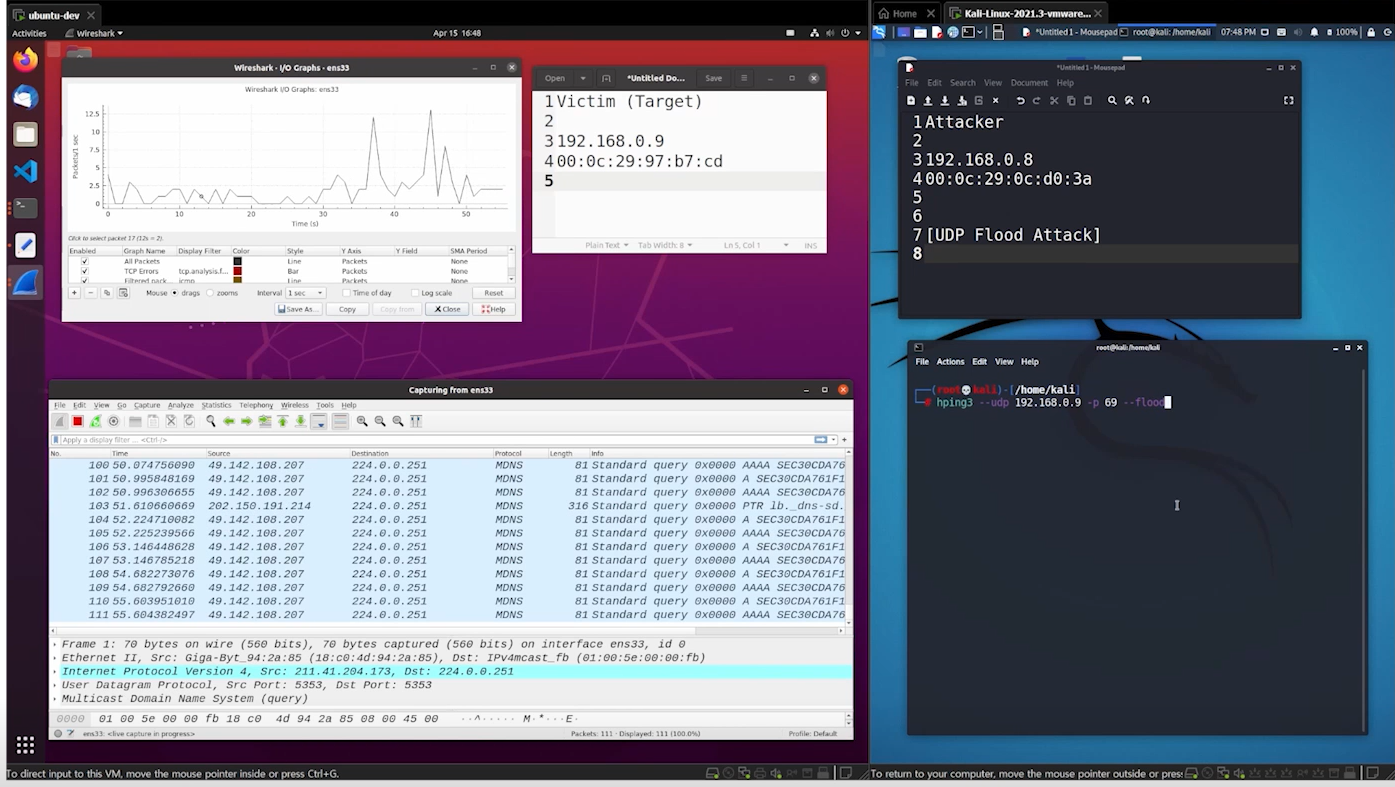 ubuntu-dev
Activities Wireshark Apr 15 16:48
Wireshark · I/O Graphs: ens33
Wireshark I/O Graphs: ens33
Packets/1 sec
12.5
10
7.5
5
2.5
0
0 10 20 30 40 50
Time (s)
Click to select packet 17 (12s = 2).
Enabled Graph Name Display Filter Color Style Y Axis Y Field SMA Period
All Packets Line Packets None
TCP Errors tcp.analysis.f... Bar Packets None
Filtered pack icmp Line Packets None
Mouse drags zooms Interval 1 sec Time of day Log scale Reset
Save As... Copy Copy from Close Help
Open *Untitled Do... Save
1 Victim (Target)
2
3 192.168.0.9
4 00:0c:29:97:b7:cd
5
Plain Text Tab Width: 8 Ln 5, Col 1 INS
Capturing from ens33
File Edit View Go Capture Analyze Statistics Telephony Wireless Tools Help
Apply a display filter ... <Ctrl-/>
No. Time Source Destination Protocol Length Info
100 50.074756090 49.142.108.207 224.0.0.251 MDNS 81 Standard query 0x0000 AAAA SEC30CDA76
101 50.995848169 49.142.108.207 224.0.0.251 MDNS 81 Standard query 0x0000 A SEC30CDA761F1
102 50.996306655 49.142.108.207 224.0.0.251 MDNS 81 Standard query 0x0000 AAAA SEC30CDA76
103 51.610660669 202.150.191.214 224.0.0.251 MDNS 316 Standard query 0x0000 PTR lb._dns-sd.
104 52.224710082 49.142.108.207 224.0.0.251 MDNS 81 Standard query 0x0000 A SEC30CDA761F1
105 52.225239566 49.142.108.207 224.0.0.251 MDNS 81 Standard query 0x0000 AAAA SEC30CDA76
106 53.146448628 49.142.108.207 224.0.0.251 MDNS 81 Standard query 0x0000 A SEC30CDA761F1
107 53.146785218 49.142.108.207 224.0.0.251 MDNS 81 Standard query 0x0000 AAAA SEC30CDA76
108 54.682273076 49.142.108.207 224.0.0.251 MDNS 81 Standard query 0x0000 A SEC30CDA761F1
109 54.682792660 49.142.108.207 224.0.0.251 MDNS 81 Standard query 0x0000 AAAA SEC30CDA76
110 55.603951010 49.142.108.207 224.0.0.251 MDNS 81 Standard query 0x0000 A SEC30CDA761F1
111 55.604382497 49.142.108.207 224.0.0.251 MDNS 81 Standard query 0x0000 AAAA SEC30CDA76
Frame 1: 70 bytes on wire (560 bits), 70 bytes captured (560 bits) on interface ens33, id 0
Ethernet II, Src: Giga-Byt_94:2a:85 (18:c0:4d:94:2a:85), Dst: IPv4mcast_fb (01:00:5e:00:00:fb)
Internet Protocol Version 4, Src: 211.41.204.173, Dst: 224.0.0.251
User Datagram Protocol, Src Port: 5353, Dst Port: 5353
Multicast Domain Name System (query)
0000 01 00 5e 00 00 fb 18 c0 4d 94 2a 85 08 00 45 00 ··^····· M·*···E·
ens33: <live capture in progress> Packets: 111 · Displayed: 111 (100.0%) Profile: Default
To direct input to this VM, move the mouse pointer inside or press Ctrl+G.
Home Kali-Linux-2021.3-vmware...
*Untitled 1 - Mousepad root@kali: /home/kali 07:48 PM 100%
*Untitled 1 - Mousepad
File Edit Search View Document Help
1 Attacker
2
3 192.168.0.8
4 00:0c:29:0c:d0:3a
5
6
7 [UDP Flood Attack]
8
root@kali: /home/kali
File Actions Edit View Help
(root💀kali)-[/home/kali]
# hping3 --udp 192.168.0.9 -p 69 --flood
To return to your computer, move the mouse pointer outside or press